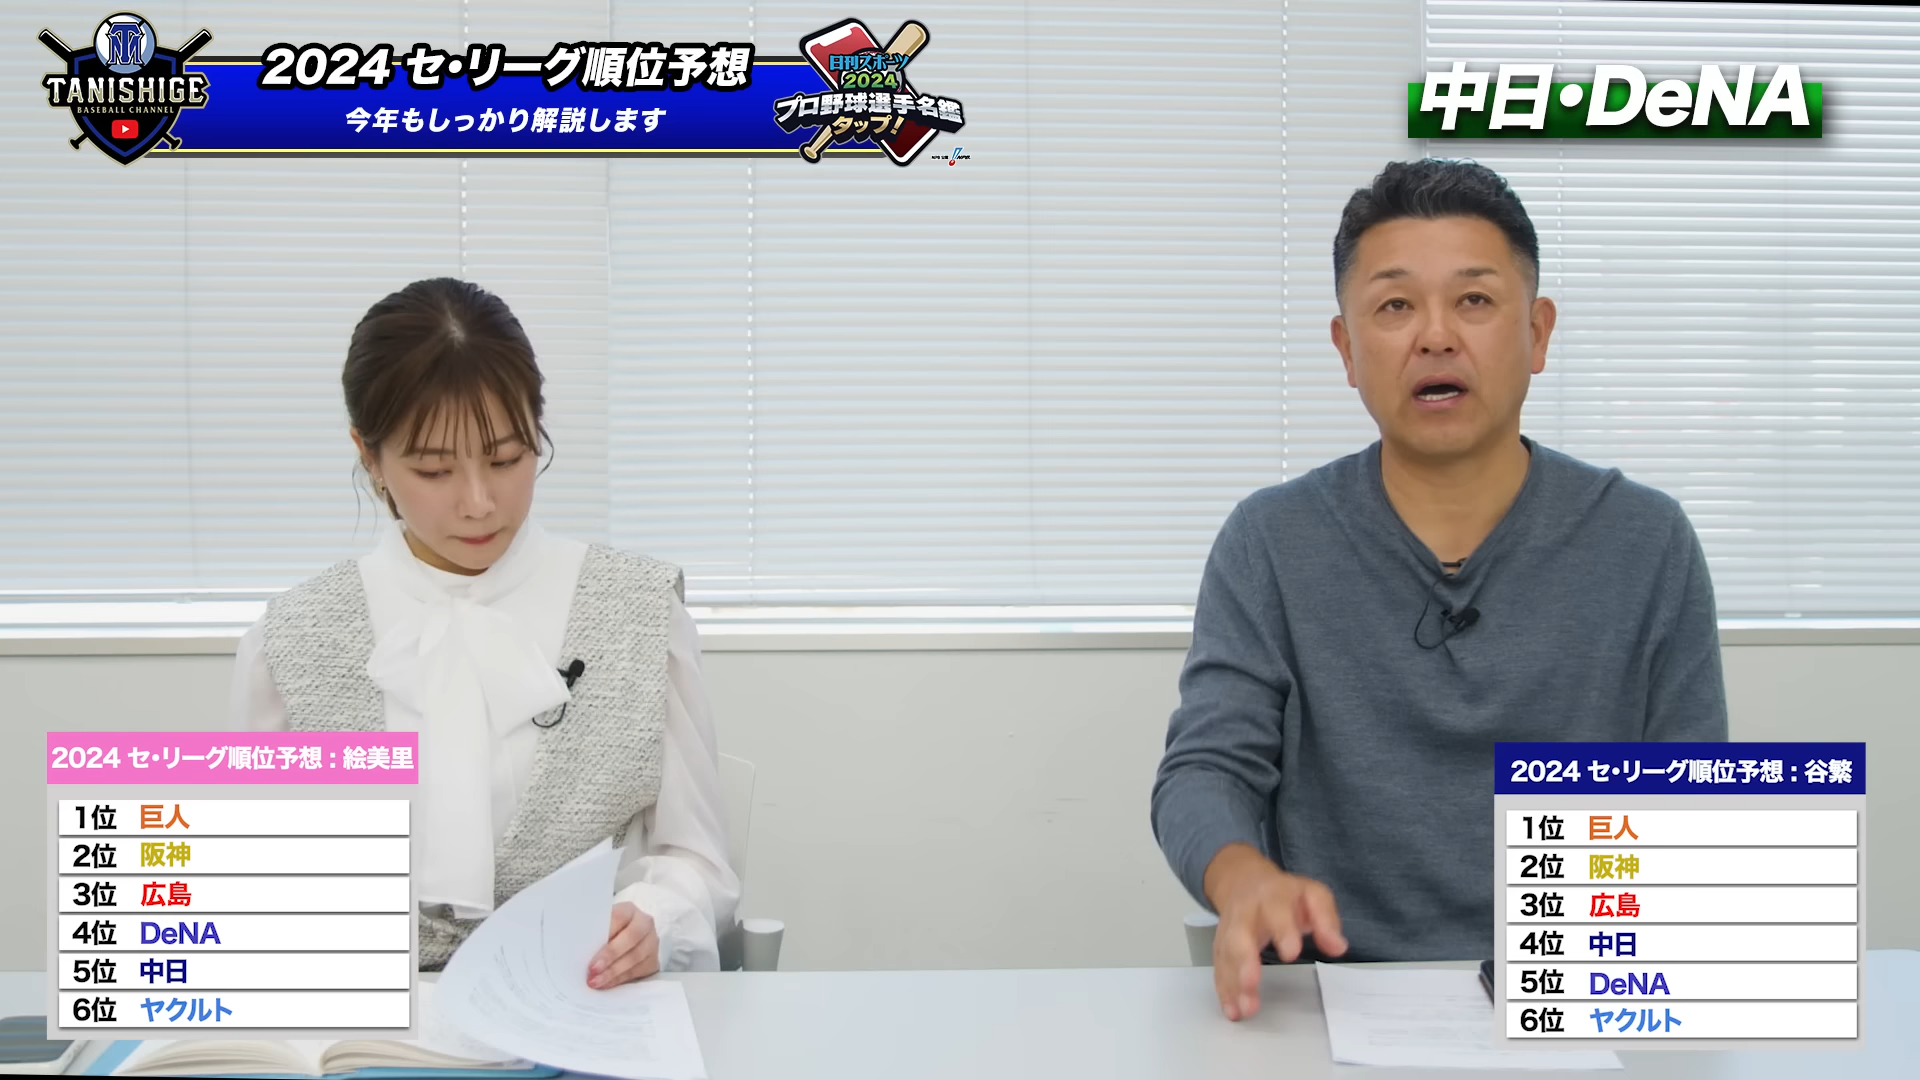 TM
TANISHIGE
BASEBALL CHANNEL
2024 セ・リーグ順位予想
今年もしっかり解説します
日刊スポーツ
2024
プロ野球選手名鑑
タップ!
中日・DeNA
2024 セ・リーグ順位予想：絵美里
1位 巨人
2位 阪神
3位 広島
4位 DeNA
5位 中日
6位 ヤクルト
2024 セ・リーグ順位予想：谷繁
1位 巨人
2位 阪神
3位 広島
4位 中日
5位 DeNA
6位 ヤクルト